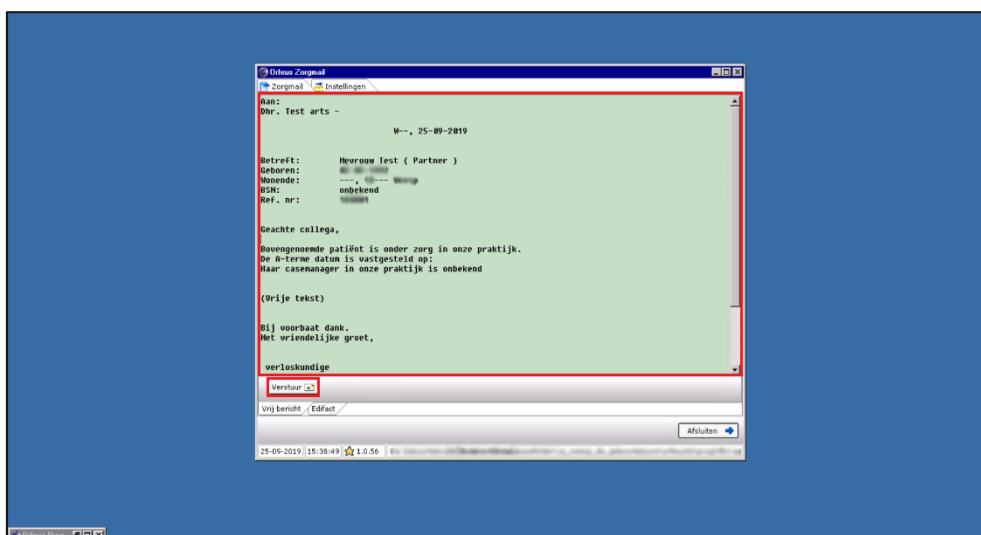 Orfeus Zorgmail
Zorgmail Instellingen
Aan:
Dhr. Test arts -
W--, 25-09-2019
Betreft: Mevrouw Test ( Partner )
Geboren:
Wonende: ---,
BSN: onbekend
Ref. nr:
Geachte collega,
Bovengenoemde patiënt is onder zorg in onze praktijk.
De A-terme datum is vastgesteld op:
Haar casemanager in onze praktijk is onbekend
(Vrije tekst)
Bij voorbaat dank.
Met vriendelijke groet,
verloskundige
Verstuur
Vrij bericht Edifact
Afsluiten
25-09-2019 15:38:49 1.0.56